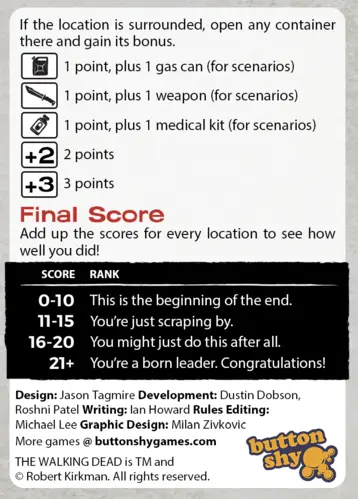 If the location is surrounded, open any container
there and gain its bonus.
1 point, plus 1 gas can (for scenarios)
1 point, plus 1 weapon (for scenarios)
1 point, plus 1 medical kit (for scenarios)
+2 2 points
+3 3 points
Final Score
Add up the scores for every location to see how
well you did!
SCORE RANK
0-10 This is the beginning of the end.
11-15 You're just scraping by.
16-20 You might just do this after all.
21+ You're a born leader. Congratulations!
Design: Jason Tagmire Development: Dustin Dobson,
Roshni Patel Writing: Ian Howard Rules Editing:
Michael Lee Graphic Design: Milan Zivkovic
More games @ buttonshygames.com
button
shy
THE WALKING DEAD is TM and
© Robert Kirkman. All rights reserved.